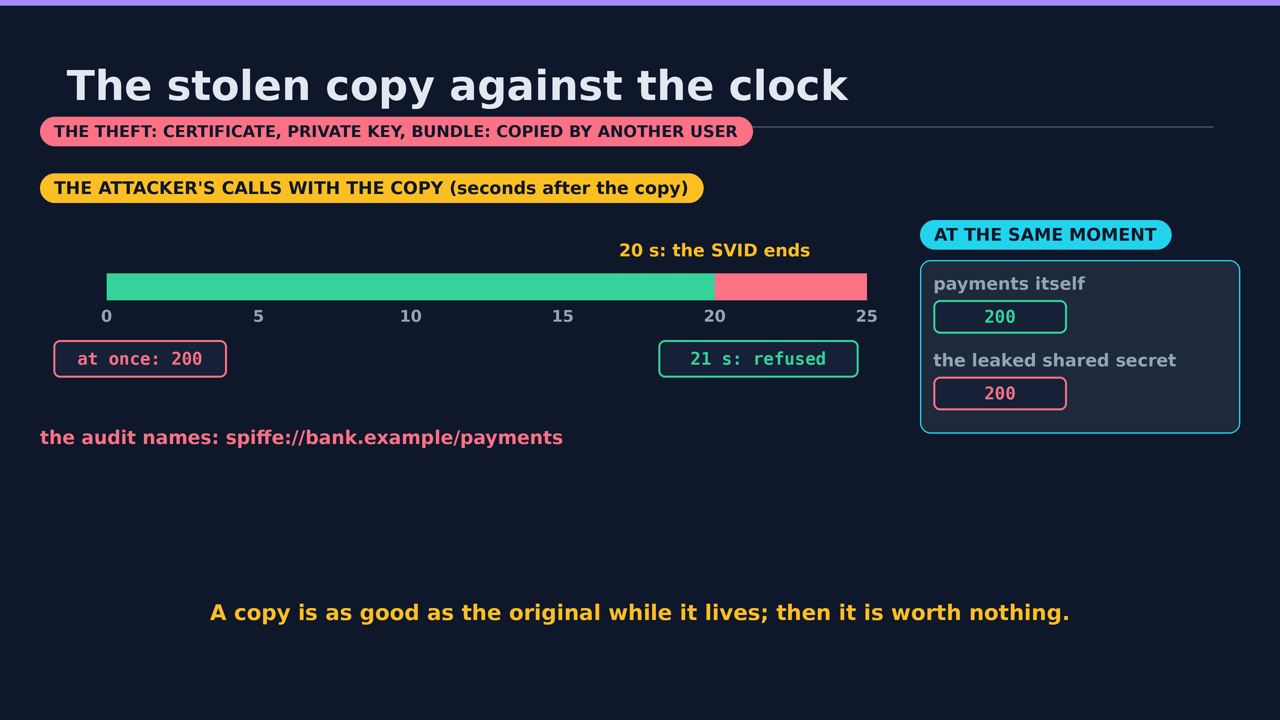 The stolen copy against the clock
THE THEFT: CERTIFICATE, PRIVATE KEY, BUNDLE: COPIED BY ANOTHER USER
THE ATTACKER'S CALLS WITH THE COPY (seconds after the copy)
20 s: the SVID ends
0 5 10 15 20 25
at once: 200
21 s: refused
the audit names: spiffe://bank.example/payments
AT THE SAME MOMENT
payments itself
200
the leaked shared secret
200
A copy is as good as the original while it lives; then it is worth nothing.